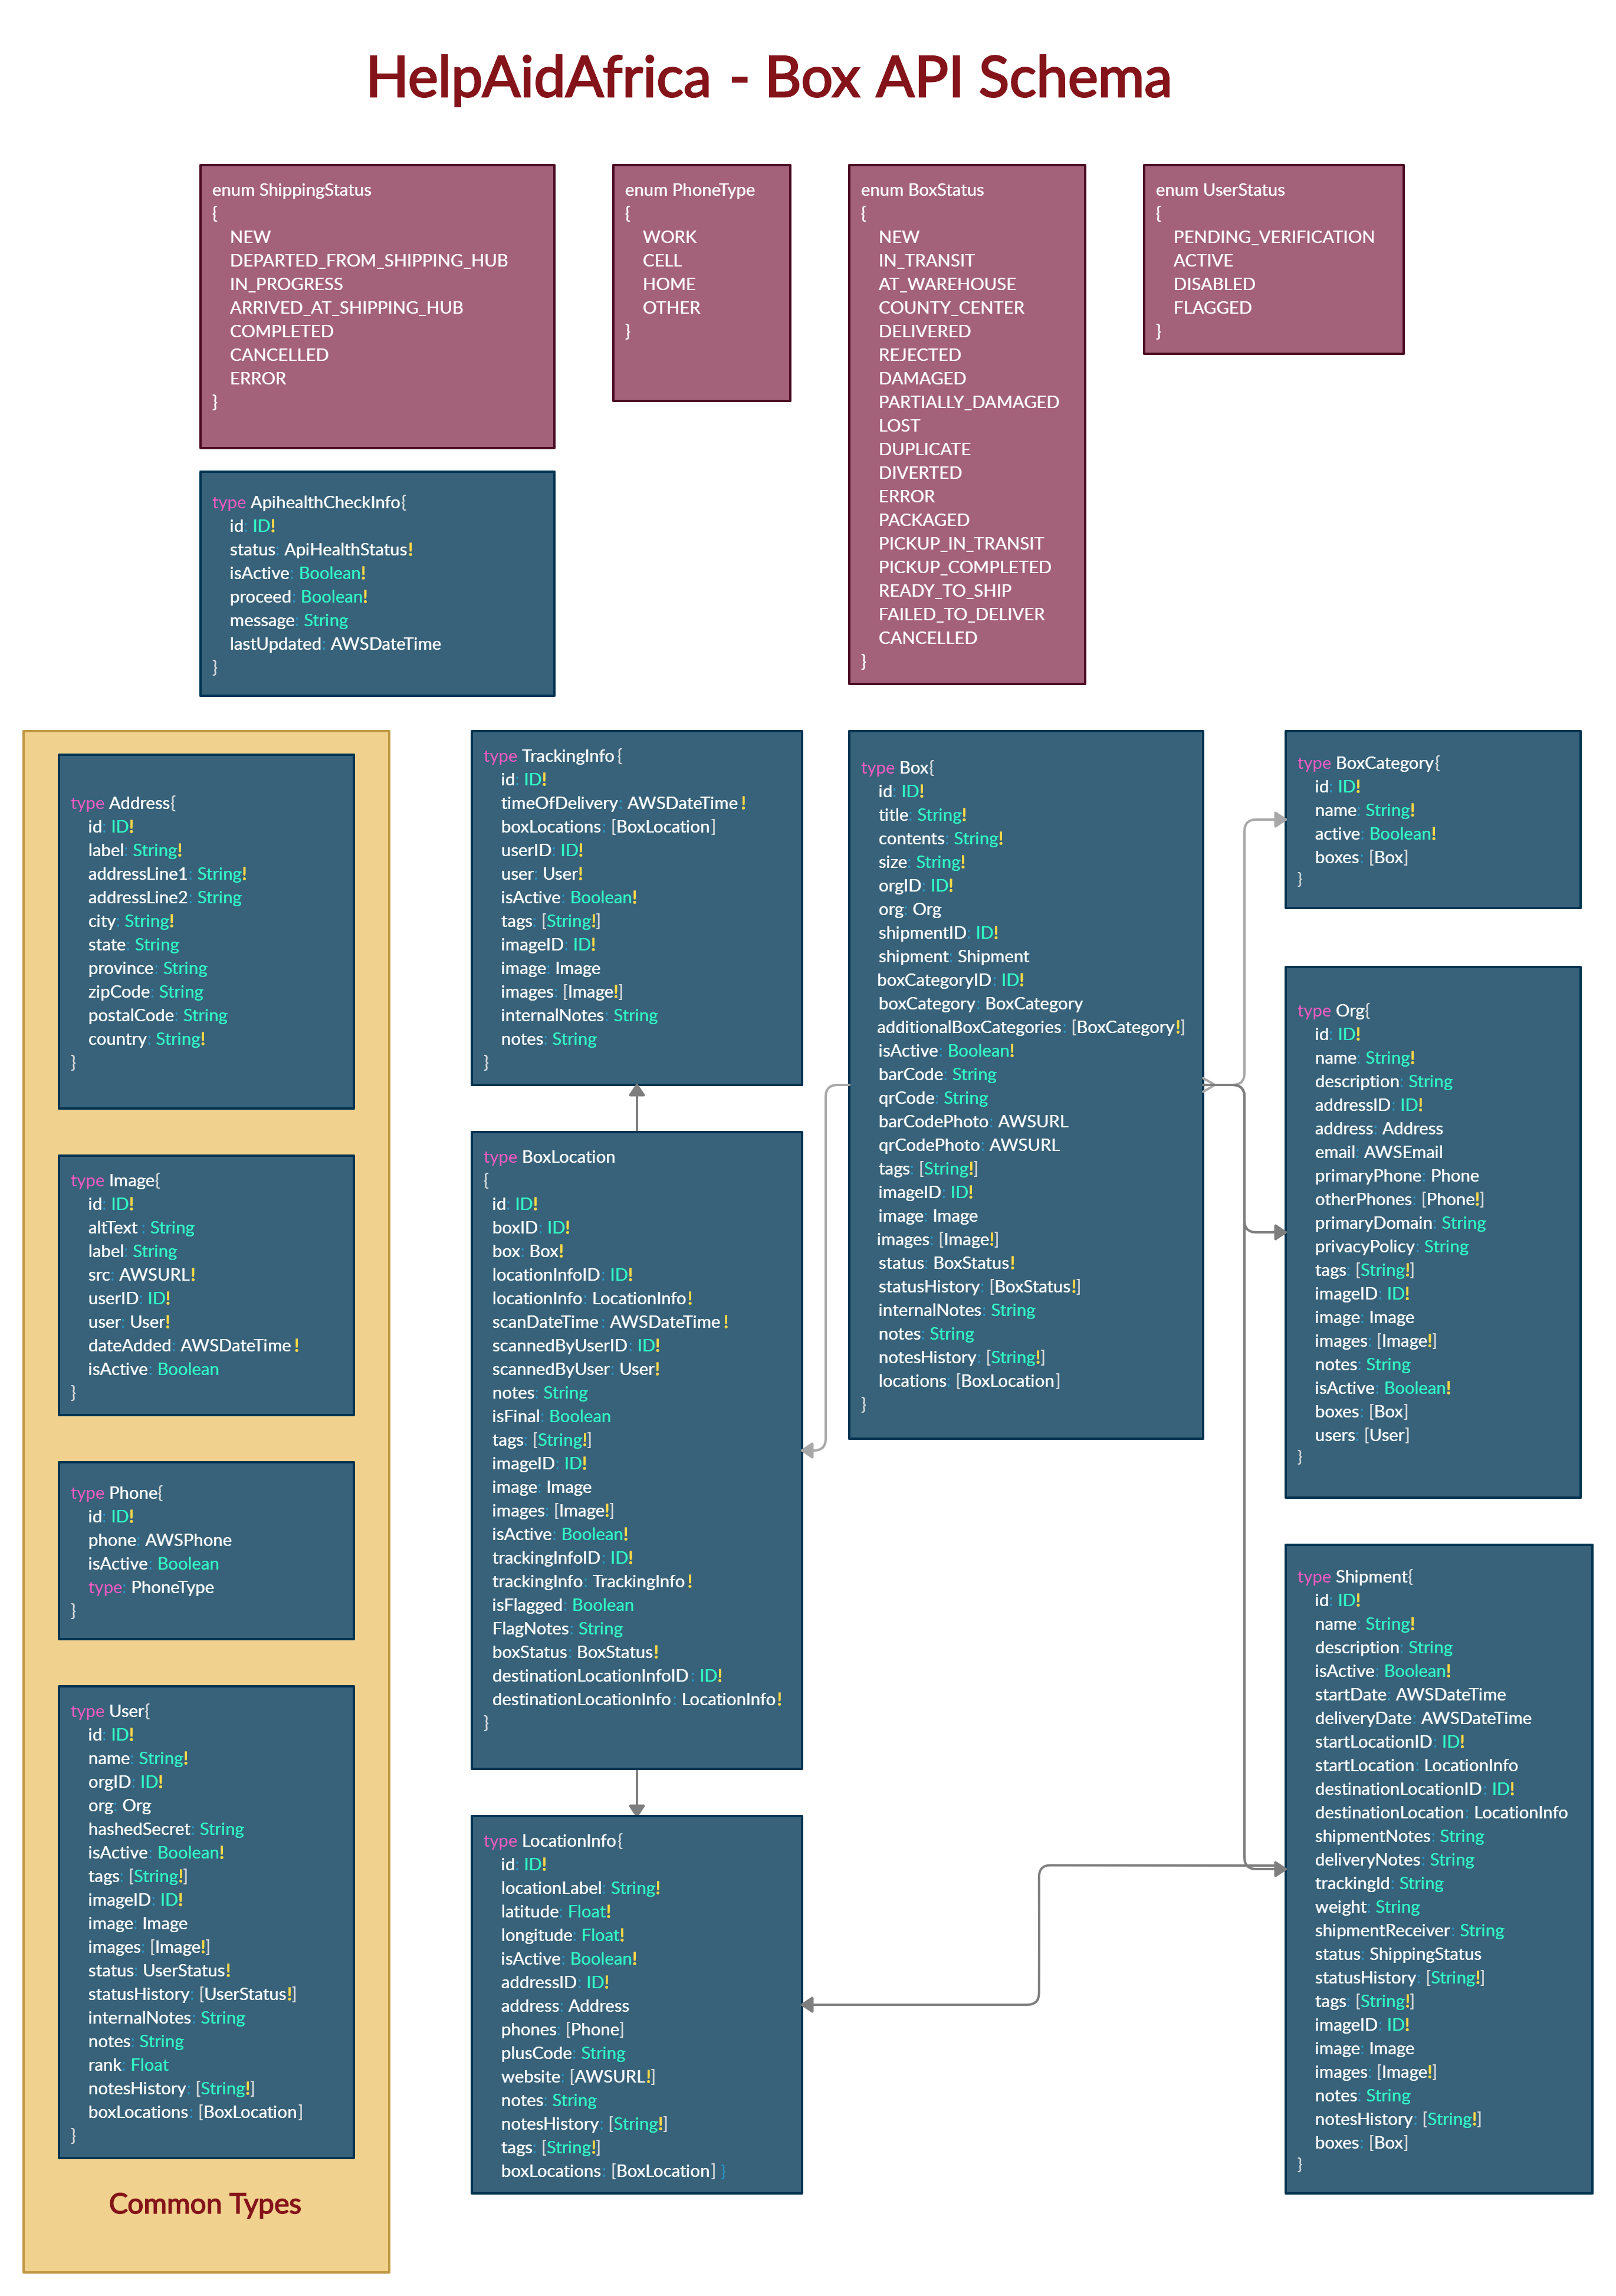 HelpAidAfrica - Box API Schema
enum ShippingStatus
{
NEW
DEPARTED_FROM_SHIPPING_HUB
IN_PROGRESS
ARRIVED_AT_SHIPPING_HUB
COMPLETED
CANCELLED
ERROR
}
enum PhoneType
{
WORK
CELL
HOME
OTHER
}
enum BoxStatus
{
NEW
IN_TRANSIT
AT_WAREHOUSE
COUNTY_CENTER
DELIVERED
REJECTED
DAMAGED
PARTIALLY_DAMAGED
LOST
DUPLICATE
DIVERTED
ERROR
PACKAGED
PICKUP_IN_TRANSIT
PICKUP_COMPLETED
READY_TO_SHIP
FAILED_TO_DELIVER
CANCELLED
}
enum UserStatus
{
PENDING_VERIFICATION
ACTIVE
DISABLED
FLAGGED
}
type ApihealthCheckInfo{
id: ID!
status: ApiHealthStatus!
isActive: Boolean!
proceed: Boolean!
message: String
lastUpdated: AWSDateTime
}
type Address{
id: ID!
label: String!
addressLine1: String!
addressLine2: String
city: String!
state: String
province: String
zipCode: String
postalCode: String
country: String!
}
type Image{
id: ID!
altText : String
label: String
src: AWSURL!
userID: ID!
user: User!
dateAdded: AWSDateTime!
isActive: Boolean
}
type Phone{
id: ID!
phone: AWSPhone
isActive: Boolean
type: PhoneType
}
type User{
id: ID!
name: String!
orgID: ID!
org: Org
hashedSecret: String
isActive: Boolean!
tags: [String!]
imageID: ID!
image: Image
images: [Image!]
status: UserStatus!
statusHistory: [UserStatus!]
internalNotes: String
notes: String
rank: Float
notesHistory: [String!]
boxLocations: [BoxLocation]
}
Common Types
type TrackingInfo{
id: ID!
timeOfDelivery: AWSDateTime!
boxLocations: [BoxLocation]
userID: ID!
user: User!
isActive: Boolean!
tags: [String!]
imageID: ID!
image: Image
images: [Image!]
internalNotes: String
notes: String
}
type BoxLocation
{
id: ID!
boxID: ID!
box: Box!
locationInfoID: ID!
locationInfo: LocationInfo!
scanDateTime : AWSDateTime!
scannedByUserID: ID!
scannedByUser: User!
notes: String
isFinal: Boolean
tags: [String!]
imageID: ID!
image: Image
images: [Image!]
isActive: Boolean!
trackingInfoID: ID!
trackingInfo: TrackingInfo!
isFlagged: Boolean
FlagNotes: String
boxStatus: BoxStatus!
destinationLocationInfoID: ID!
destinationLocationInfo: LocationInfo!
}
type LocationInfo{
id: ID!
locationLabel: String!
latitude: Float!
longitude: Float!
isActive: Boolean!
addressID: ID!
address: Address
phones: [Phone]
plusCode: String
website: [AWSURL!]
notes: String
notesHistory: [String!]
tags: [String!]
boxLocations: [BoxLocation] }
type Box{
id: ID!
title: String!
contents: String!
size: String!
orgID: ID!
org: Org
shipmentID: ID!
shipment: Shipment
boxCategoryID: ID!
boxCategory: BoxCategory
additionalBoxCategories: [BoxCategory!]
isActive: Boolean!
barCode: String
qrCode: String
barCodePhoto: AWSURL
qrCodePhoto: AWSURL
tags: [String!]
imageID: ID!
image: Image
images: [Image!]
status: BoxStatus!
statusHistory: [BoxStatus!]
internalNotes: String
notes: String
notesHistory: [String!]
locations: [BoxLocation]
}
type BoxCategory{
id: ID!
name: String!
active: Boolean!
boxes: [Box]
}
type Org{
id: ID!
name: String!
description: String
addressID: ID!
address: Address
email: AWSEmail
primaryPhone: Phone
otherPhones: [Phone!]
primaryDomain: String
privacyPolicy: String
tags: [String!]
imageID: ID!
image: Image
images: [Image!]
notes: String
isActive: Boolean!
boxes: [Box]
users: [User]
}
type Shipment{
id: ID!
name: String!
description: String
isActive: Boolean!
startDate: AWSDateTime
deliveryDate: AWSDateTime
startLocationID: ID!
startLocation: LocationInfo
destinationLocationID: ID!
destinationLocation: LocationInfo
shipmentNotes: String
deliveryNotes: String
trackingId: String
weight: String
shipmentReceiver: String
status: ShippingStatus
statusHistory: [String!]
tags: [String!]
imageID: ID!
image: Image
images: [Image!]
notes: String
notesHistory: [String!]
boxes: [Box]
}